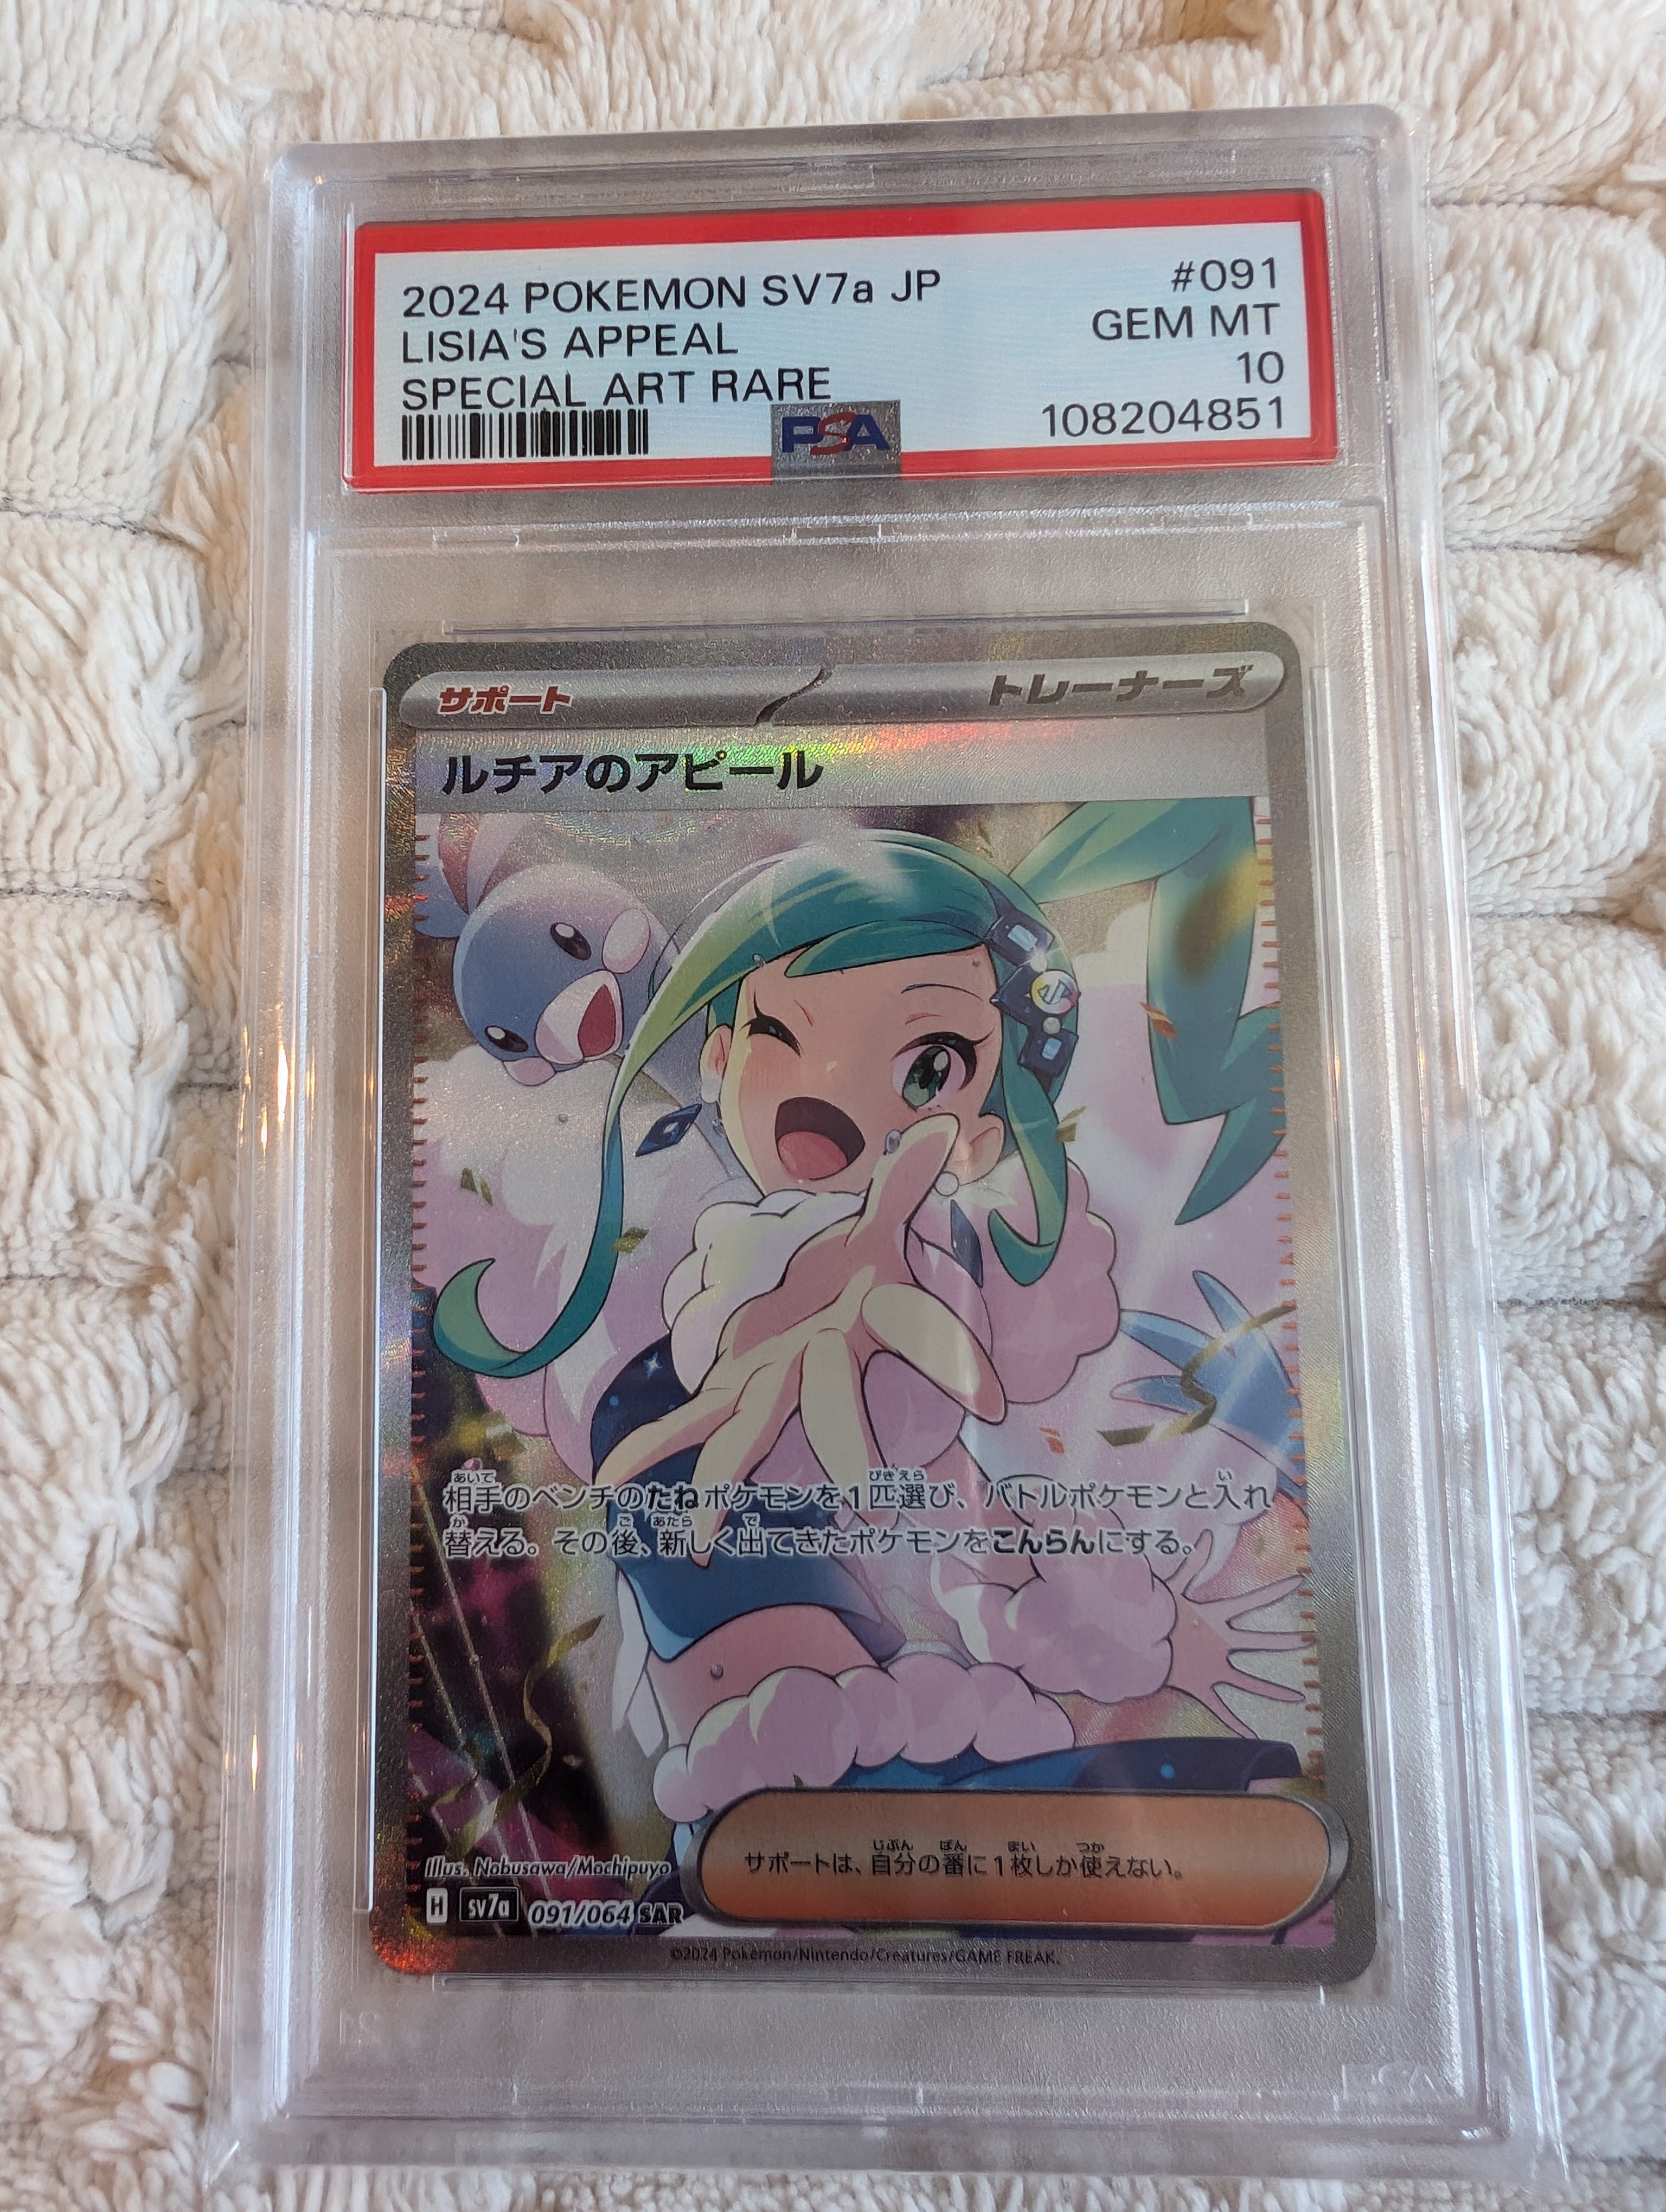 2024 POKEMON SV7a JP #091
LISIA'S APPEAL GEM MT
SPECIAL ART RARE 10
PSA 108204851
サポート トレーナーズ
ルチアのアピール
あいて びきえら い
相手のベンチのたねポケモンを1匹選び、バトルポケモンと入れ
か ご あたら で
替える。その後、新しく出てきたポケモンをこんらんにする。
じぶん ばん まい つか
サポートは、自分の番に1枚しか使えない。
Illus. Nobusawa/Mochipuyo
H sv7a 091/064 SAR
©2024 Pokémon/Nintendo/Creatures/GAME FREAK.